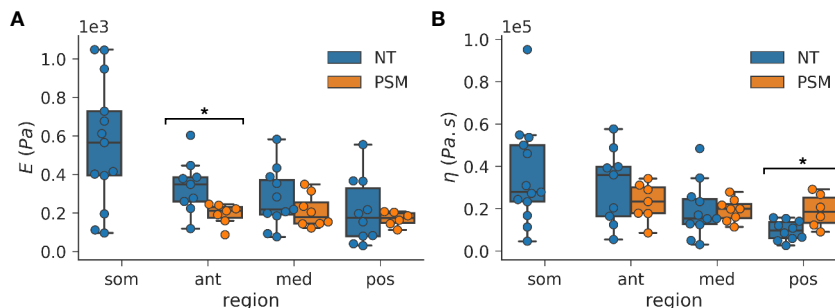 A
1e3
E (Pa)
1.0
0.8
0.6
0.4
0.2
0.0
NT
PSM
*
som ant med pos
region
B
1e5
η (Pa.s)
1.0
0.8
0.6
0.4
0.2
0.0
NT
PSM
*
som ant med pos
region